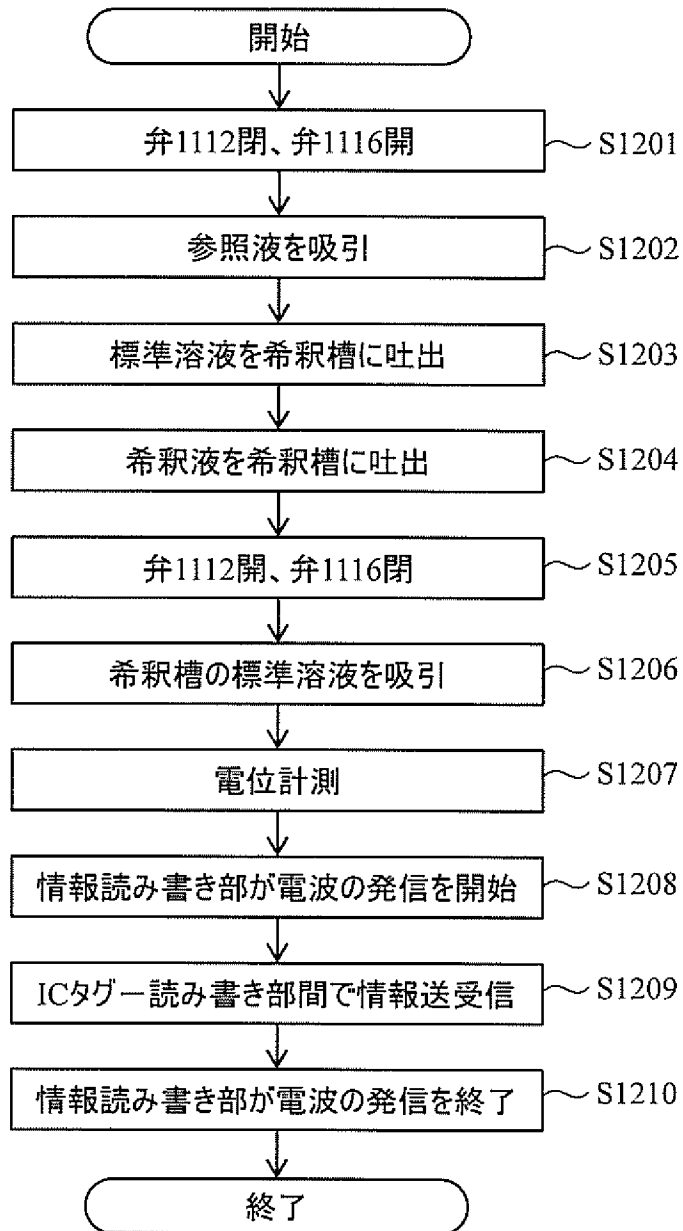 開始
弁1112閉、弁1116開 S1201
参照液を吸引 S1202
標準溶液を希釈槽に吐出 S1203
希釈液を希釈槽に吐出 S1204
弁1112開、弁1116閉 S1205
希釈槽の標準溶液を吸引 S1206
電位計測 S1207
情報読み書き部が電波の発信を開始 S1208
ICタグー読み書き部間で情報送受信 S1209
情報読み書き部が電波の発信を終了 S1210
終了